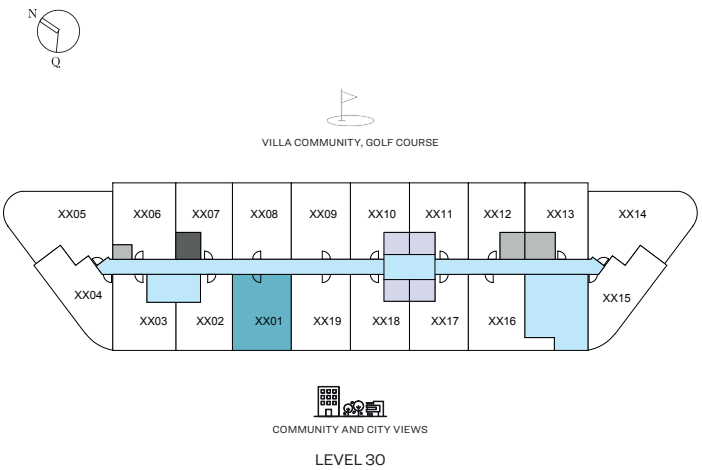 N
Q
VILLA COMMUNITY, GOLF COURSE
XX05 XX06 XX07 XX08 XX09 XX10 XX11 XX12 XX13 XX14
XX04 XX03 XX02 XX01 XX19 XX18 XX17 XX16 XX15
COMMUNITY AND CITY VIEWS
LEVEL 30